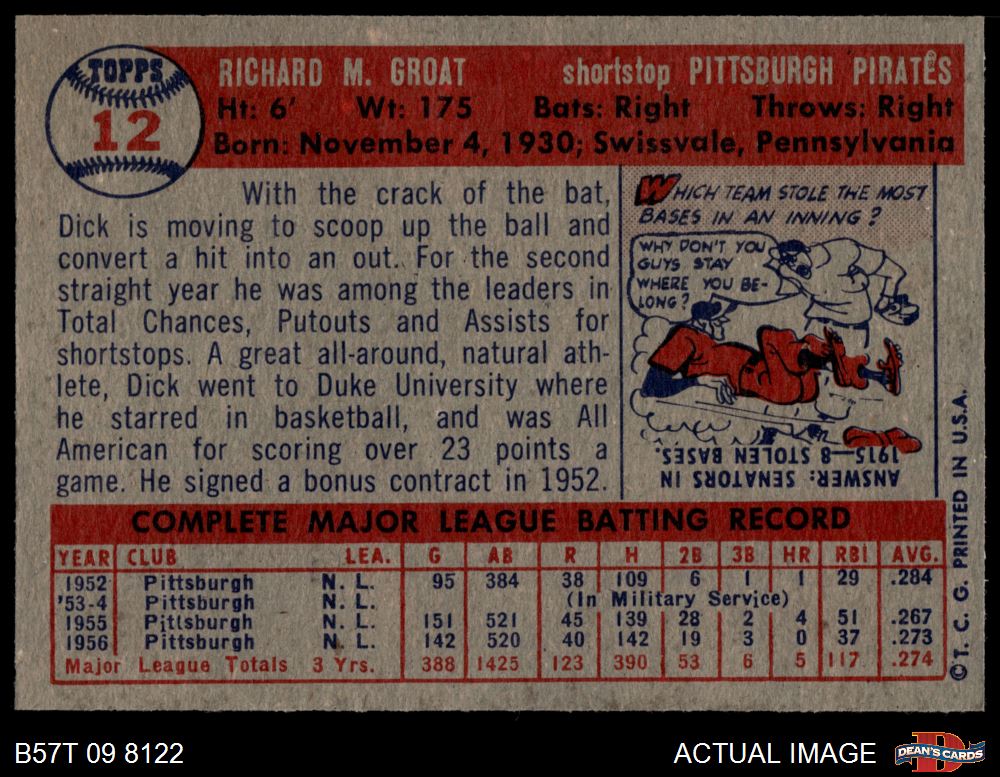 TOPPS
12
RICHARD M. GROAT shortstop PITTSBURGH PIRATES
Ht: 6' Wt: 175 Bats: Right Throws: Right
Born: November 4, 1930; Swissvale, Pennsylvania
With the crack of the bat,
Dick is moving to scoop up the ball and
convert a hit into an out. For the second
straight year he was among the leaders in
Total Chances, Putouts and Assists for
shortstops. A great all-around, natural ath-
lete, Dick went to Duke University where
he starred in basketball, and was All
American for scoring over 23 points a
game. He signed a bonus contract in 1952.
WHICH TEAM STOLE THE MOST
BASES IN AN INNING?
WHY DON'T YOU
GUYS STAY
WHERE YOU BE-
LONG?
ANSWER: SENATORS IN
1915—8 STOLEN BASES.
COMPLETE MAJOR LEAGUE BATTING RECORD
YEAR CLUB LEA. G AB R H 2B 3B HR RBI AVG.
1952 Pittsburgh N. L. 95 384 38 109 6 1 1 29 .284
'53-4 Pittsburgh N. L. (In Military Service)
1955 Pittsburgh N. L. 151 521 45 139 28 2 4 51 .267
1956 Pittsburgh N. L. 142 520 40 142 19 3 0 37 .273
Major League Totals 3 Yrs. 388 1425 123 390 53 6 5 117 .274
©T. C. G. PRINTED IN U.S.A.
B57T 09 8122
ACTUAL IMAGE
DEAN'S CARDS